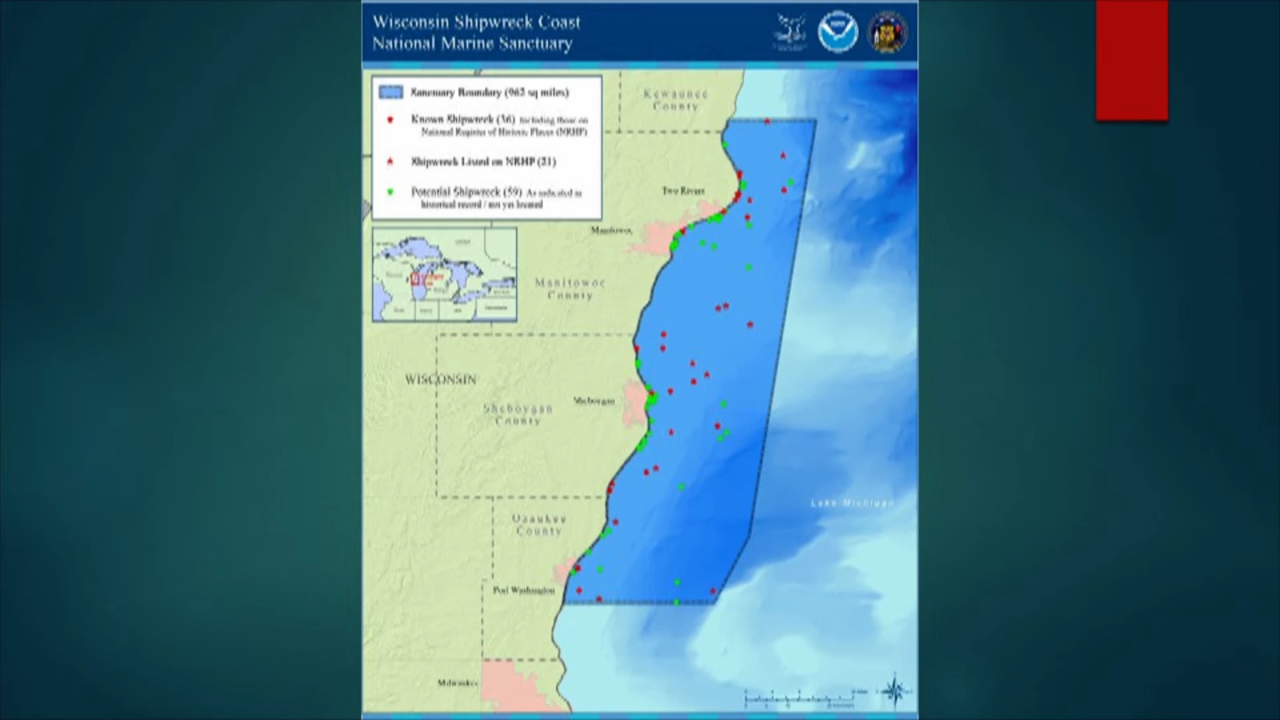 Wisconsin Shipwreck Coast
National Marine Sanctuary
Sanctuary Boundary (962 sq miles)
Known Shipwreck (36) Including those on
National Register of Historic Places (NRHP)
Shipwreck Listed on NRHP (21)
Potential Shipwreck (59) As indicated in
historical record / not yet located
Kewaunee
County
Two Rivers
Manitowoc
Manitowoc
County
WISCONSIN
Sheboygan
Sheboygan
County
Lake Michigan
Ozaukee
County
Port Washington
Milwaukee